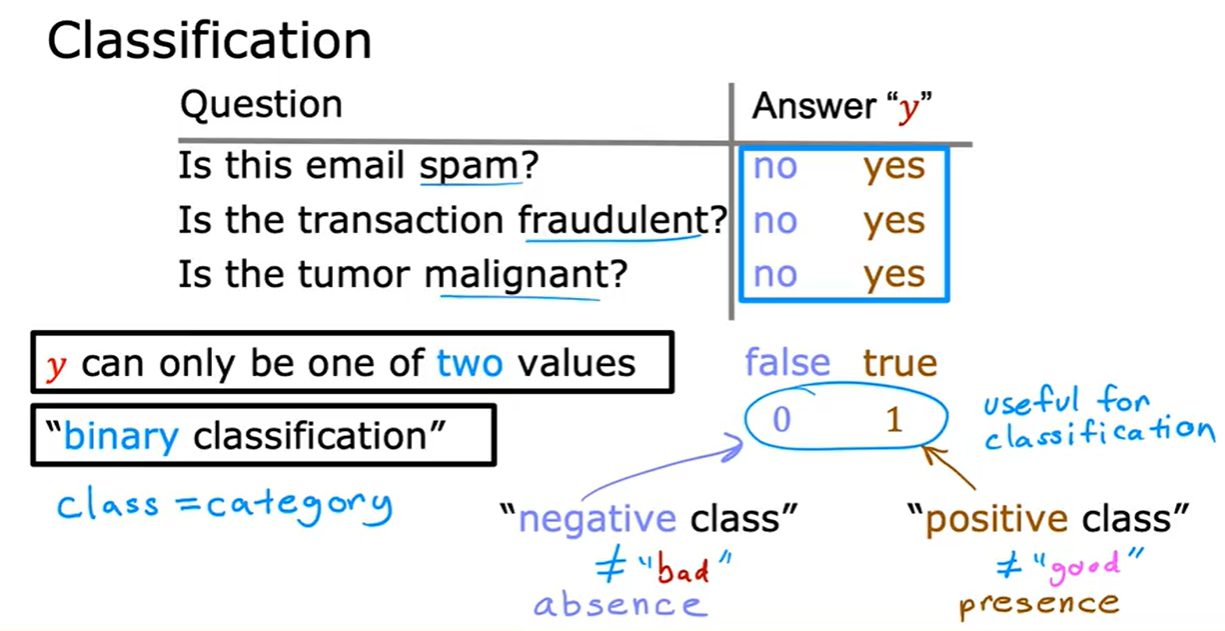 Classification
Question Answer “y”
Is this email spam? no yes
Is the transaction fraudulent? no yes
Is the tumor malignant? no yes
y can only be one of two values
false true
“binary classification”
0 1
useful for
classification
class = category
“negative class” “positive class”
≠ “bad” ≠ “good”
absence presence